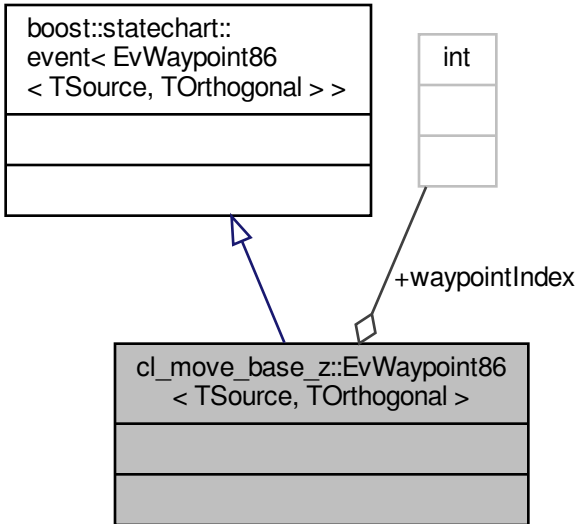 boost::statechart::
event< EvWaypoint86
< TSource, TOrthogonal > >
int
+waypointIndex
cl_move_base_z::EvWaypoint86
< TSource, TOrthogonal >